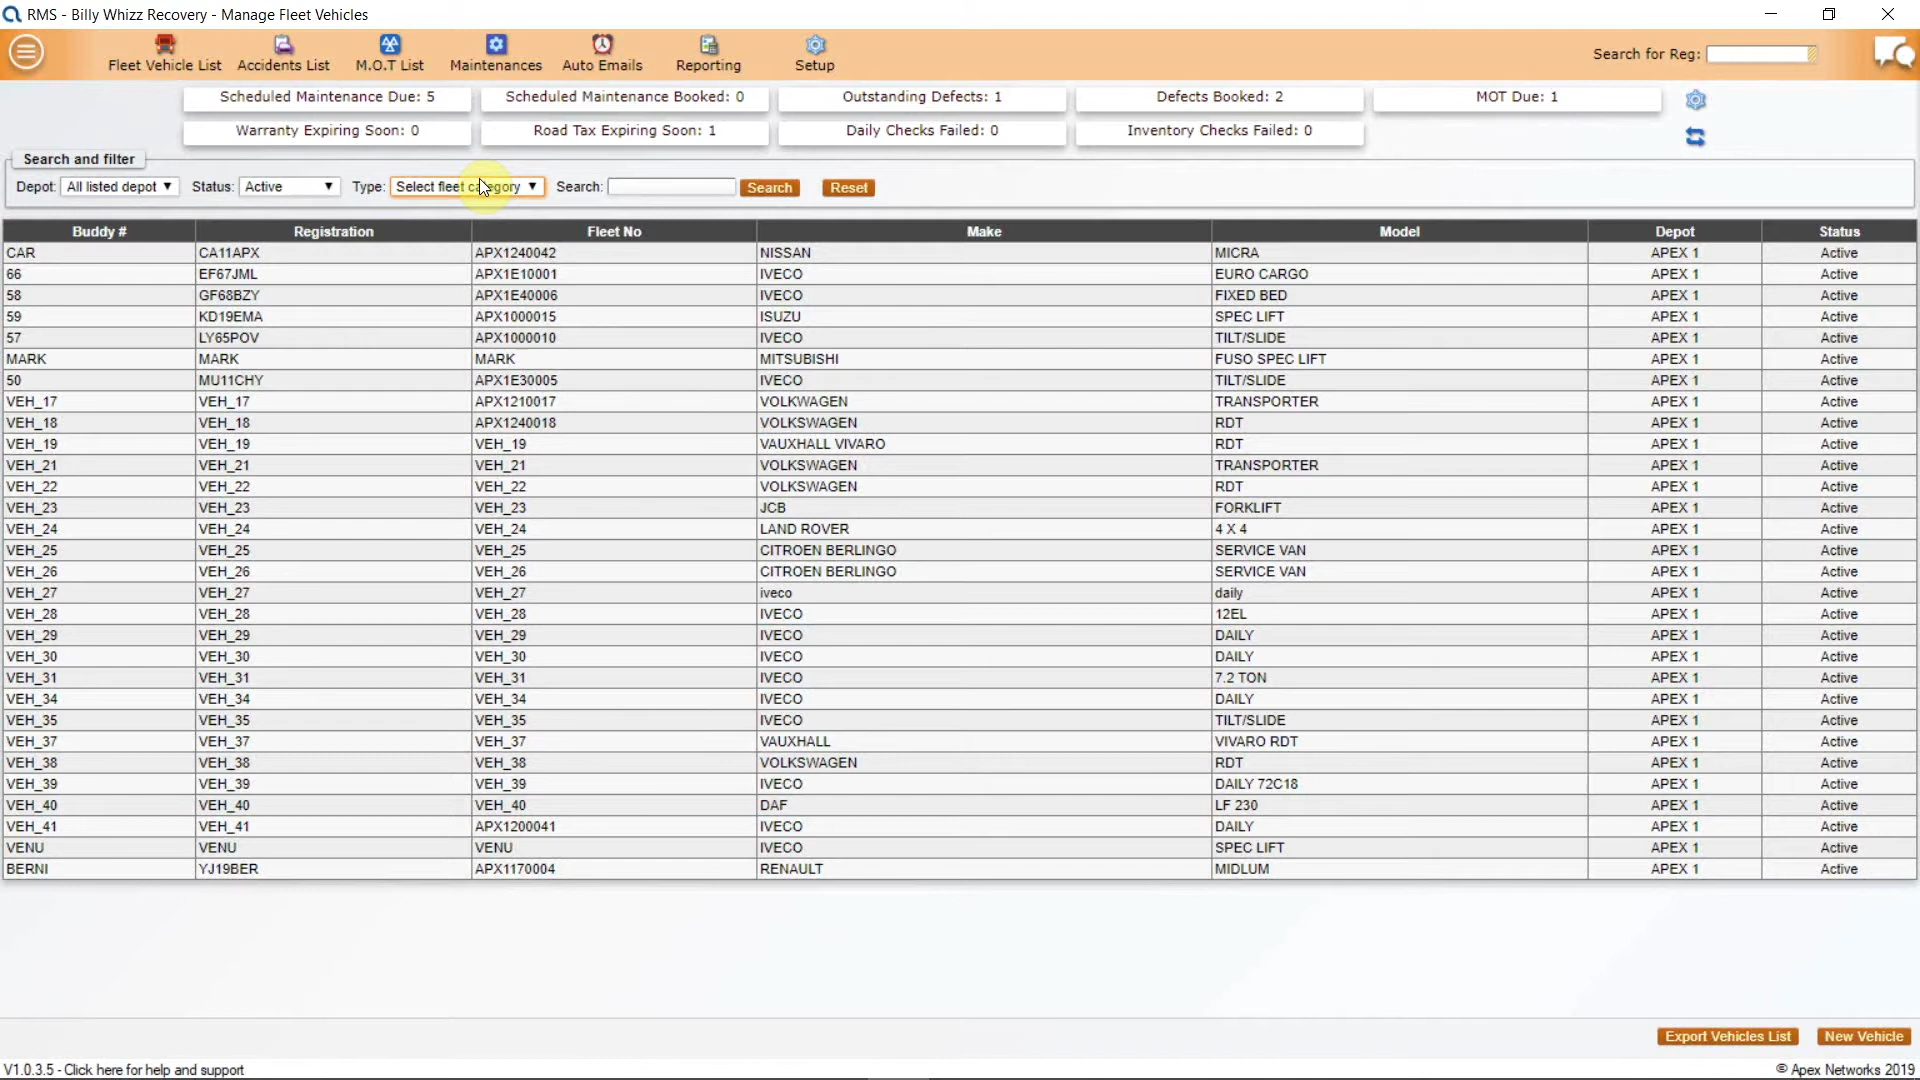 RMS - Billy Whizz Recovery - Manage Fleet Vehicles
Fleet Vehicle List Accidents List M.O.T List Maintenances Auto Emails Reporting Setup Search for Reg:
Scheduled Maintenance Due: 5 Scheduled Maintenance Booked: 0 Outstanding Defects: 1 Defects Booked: 2 MOT Due: 1
Warranty Expiring Soon: 0 Road Tax Expiring Soon: 1 Daily Checks Failed: 0 Inventory Checks Failed: 0
Search and filter
Depot: All listed depot Status: Active Type: Select fleet category Search: Search Reset
Buddy # Registration Fleet No Make Model Depot Status
CAR CA11APX APX1240042 NISSAN MICRA APEX 1 Active
66 EF67JML APX1E10001 IVECO EURO CARGO APEX 1 Active
58 GF68BZY APX1E40006 IVECO FIXED BED APEX 1 Active
59 KD19EMA APX1000015 ISUZU SPEC LIFT APEX 1 Active
57 LY65POV APX1000010 IVECO TILT/SLIDE APEX 1 Active
MARK MARK MARK MITSUBISHI FUSO SPEC LIFT APEX 1 Active
50 MU11CHY APX1E30005 IVECO TILT/SLIDE APEX 1 Active
VEH_17 VEH_17 APX1210017 VOLKWAGEN TRANSPORTER APEX 1 Active
VEH_18 VEH_18 APX1240018 VOLKSWAGEN RDT APEX 1 Active
VEH_19 VEH_19 VEH_19 VAUXHALL VIVARO RDT APEX 1 Active
VEH_21 VEH_21 VEH_21 VOLKSWAGEN TRANSPORTER APEX 1 Active
VEH_22 VEH_22 VEH_22 VOLKSWAGEN RDT APEX 1 Active
VEH_23 VEH_23 VEH_23 JCB FORKLIFT APEX 1 Active
VEH_24 VEH_24 VEH_24 LAND ROVER 4 X 4 APEX 1 Active
VEH_25 VEH_25 VEH_25 CITROEN BERLINGO SERVICE VAN APEX 1 Active
VEH_26 VEH_26 VEH_26 CITROEN BERLINGO SERVICE VAN APEX 1 Active
VEH_27 VEH_27 VEH_27 iveco daily APEX 1 Active
VEH_28 VEH_28 VEH_28 IVECO 12EL APEX 1 Active
VEH_29 VEH_29 VEH_29 IVECO DAILY APEX 1 Active
VEH_30 VEH_30 VEH_30 IVECO DAILY APEX 1 Active
VEH_31 VEH_31 VEH_31 IVECO 7.2 TON APEX 1 Active
VEH_34 VEH_34 VEH_34 IVECO DAILY APEX 1 Active
VEH_35 VEH_35 VEH_35 IVECO TILT/SLIDE APEX 1 Active
VEH_37 VEH_37 VEH_37 VAUXHALL VIVARO RDT APEX 1 Active
VEH_38 VEH_38 VEH_38 VOLKSWAGEN RDT APEX 1 Active
VEH_39 VEH_39 VEH_39 IVECO DAILY 72C18 APEX 1 Active
VEH_40 VEH_40 VEH_40 DAF LF 230 APEX 1 Active
VEH_41 VEH_41 APX1200041 IVECO DAILY APEX 1 Active
VENU VENU VENU IVECO SPEC LIFT APEX 1 Active
BERNI YJ19BER APX1170004 RENAULT MIDLUM APEX 1 Active
Export Vehicles List New Vehicle
V1.0.3.5 - Click here for help and support © Apex Networks 2019